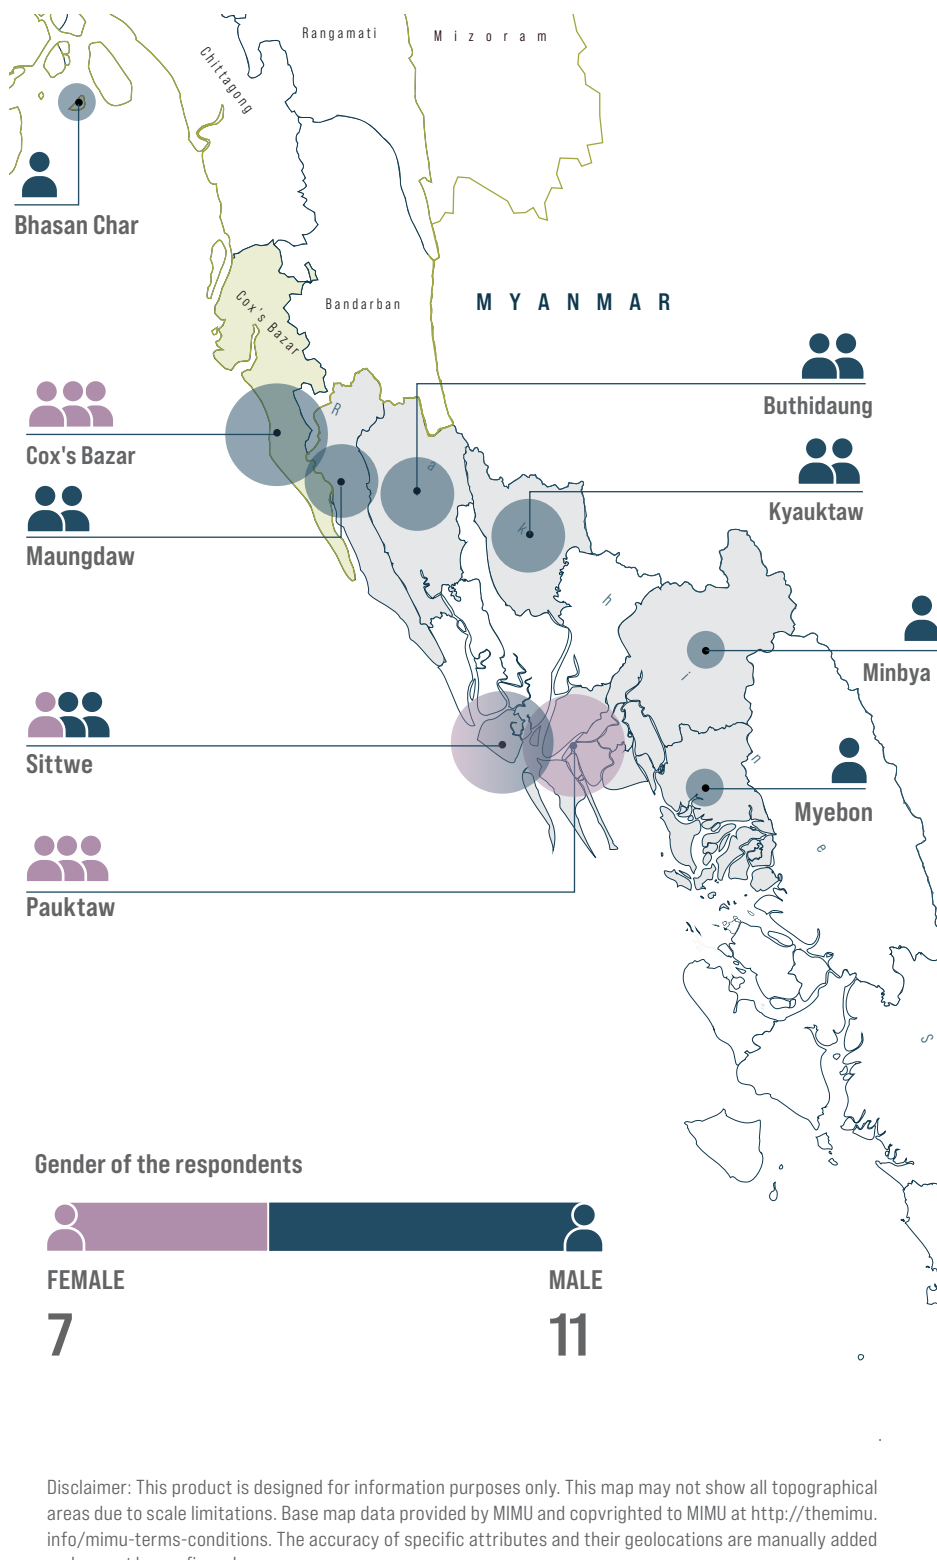 Rangamati
Mizoram
Chittagong
Bhasan Char
Cox's Bazar
Bandarban
MYANMAR
Buthidaung
Cox's Bazar
Kyauktaw
Maungdaw
R
a
k
h
i
n
e
Minbya
Sittwe
Myebon
Pauktaw
S
Gender of the respondents
FEMALE
MALE
7
11
Disclaimer: This product is designed for information purposes only. This map may not show all topographical
areas due to scale limitations. Base map data provided by MIMU and copvrighted to MIMU at http://themimu.
info/mimu-terms-conditions. The accuracy of specific attributes and their geolocations are manually added